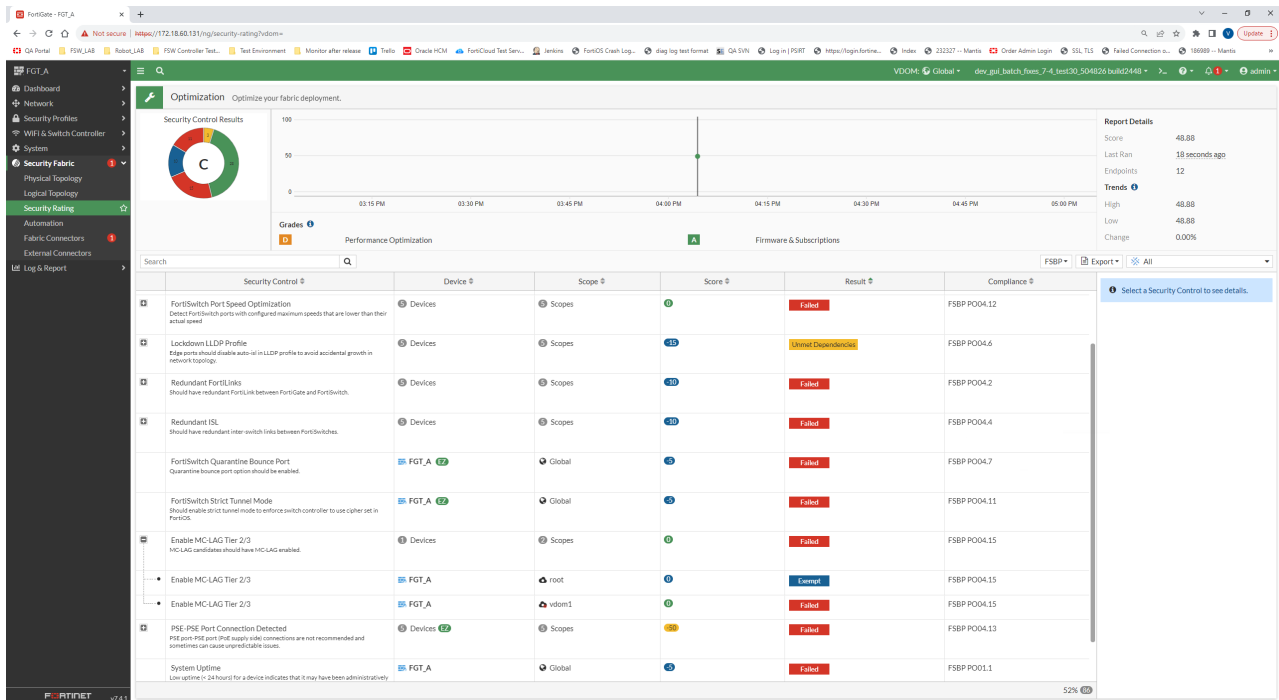 FortiGate - FGT_A
Not secure | https://172.18.60.131/ng/security-rating?vdom=
Update
QA Portal FSW_LAB Robot_LAB FSW Controller Test... Test Environment Monitor after release Trello Oracle HCM FortiCloud Test Serv... Jenkins FortiOS Crash Log... diag log test format QA SVN Log in | PSIRT https://login.fortine... Index 232327 -- Mantis Order Admin Login SSL, TLS Failed Connection o... 186989 -- Mantis
FGT_A
VDOM: Global
dev_gui_batch_fixes_7-4_test30_504826 build2448
1
admin
Dashboard
Network
Security Profiles
WiFi & Switch Controller
System
Security Fabric 1
Physical Topology
Logical Topology
Security Rating
Automation
Fabric Connectors 1
External Connectors
Log & Report
FORTINET v7.4.1
Optimization Optimize your fabric deployment.
Security Control Results
C
100
50
0
03:15 PM 03:30 PM 03:45 PM 04:00 PM 04:15 PM 04:30 PM 04:45 PM 05:00 PM
Grades
D Performance Optimization
A Firmware & Subscriptions
Report Details
Score 48.88
Last Ran 18 seconds ago
Endpoints 12
Trends
High 48.88
Low 48.88
Change 0.00%
Search
FSBP Export All
Security Control Device Scope Score Result Compliance
FortiSwitch Port Speed Optimization 5 Devices 5 Scopes 0 Failed FSBP PO04.12
Detect FortiSwitch ports with configured maximum speeds that are lower than their
actual speed
Lockdown LLDP Profile 5 Devices 5 Scopes -15 Unmet Dependencies FSBP PO04.6
Edge ports should disable auto-isl in LLDP profile to avoid accidental growth in
network topology.
Redundant FortiLinks 5 Devices 5 Scopes -10 Failed FSBP PO04.2
Should have redundant FortiLink between FortiGate and FortiSwitch.
Redundant ISL 5 Devices 5 Scopes -10 Failed FSBP PO04.4
Should have redundant inter-switch links between FortiSwitches.
FortiSwitch Quarantine Bounce Port FGT_A EZ Global -5 Failed FSBP PO04.7
Quarantine bounce port option should be enabled.
FortiSwitch Strict Tunnel Mode FGT_A EZ Global -5 Failed FSBP PO04.11
Should enable strict tunnel mode to enforce switch controller to use cipher set in
FortiOS.
Enable MC-LAG Tier 2/3 1 Devices 2 Scopes 0 Failed FSBP PO04.15
MC-LAG candidates should have MC-LAG enabled.
Enable MC-LAG Tier 2/3 FGT_A root 0 Exempt FSBP PO04.15
Enable MC-LAG Tier 2/3 FGT_A vdom1 0 Failed FSBP PO04.15
PSE-PSE Port Connection Detected 5 Devices EZ 5 Scopes -50 Failed FSBP PO04.13
PSE port-PSE port (PoE supply side) connections are not recommended and
sometimes can cause unpredictable issues.
System Uptime FGT_A Global -5 Failed FSBP PO01.1
Low uptime (< 24 hours) for a device indicates that it may have been administratively
52% 86
Select a Security Control to see details.